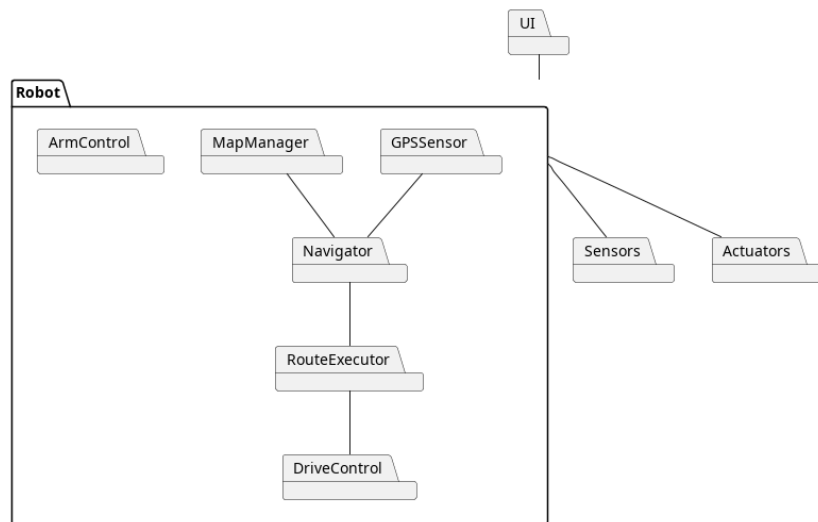 UI
Robot
ArmControl
MapManager
GPSSensor
Navigator
Sensors
Actuators
RouteExecutor
DriveControl